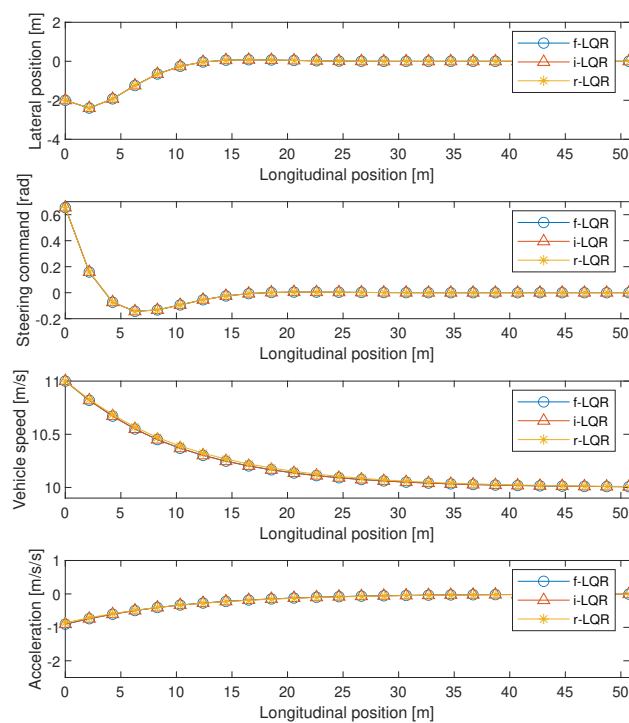 Lateral position [m]
2
0
-2
-4
f-LQR
i-LQR
r-LQR
0 5 10 15 20 25 30 35 40 45 50
Longitudinal position [m]
Steering command [rad]
0.6
0.4
0.2
0
-0.2
f-LQR
i-LQR
r-LQR
0 5 10 15 20 25 30 35 40 45 50
Longitudinal position [m]
Vehicle speed [m/s]
11
10.5
10
f-LQR
i-LQR
r-LQR
0 5 10 15 20 25 30 35 40 45 50
Longitudinal position [m]
Acceleration [m/s/s]
1
0
-1
-2
f-LQR
i-LQR
r-LQR
0 5 10 15 20 25 30 35 40 45 50
Longitudinal position [m]